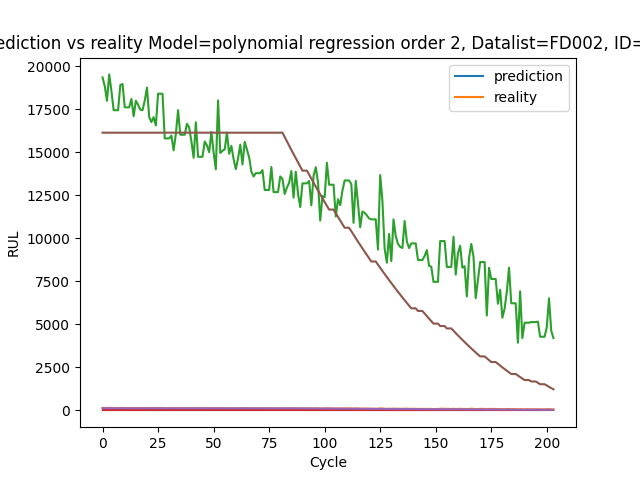 ediction vs reality Model=polynomial regression order 2, Datalist=FD002, ID=
20000
17500
15000
12500
10000
7500
5000
2500
0
RUL
prediction
reality
0 25 50 75 100 125 150 175 200
Cycle